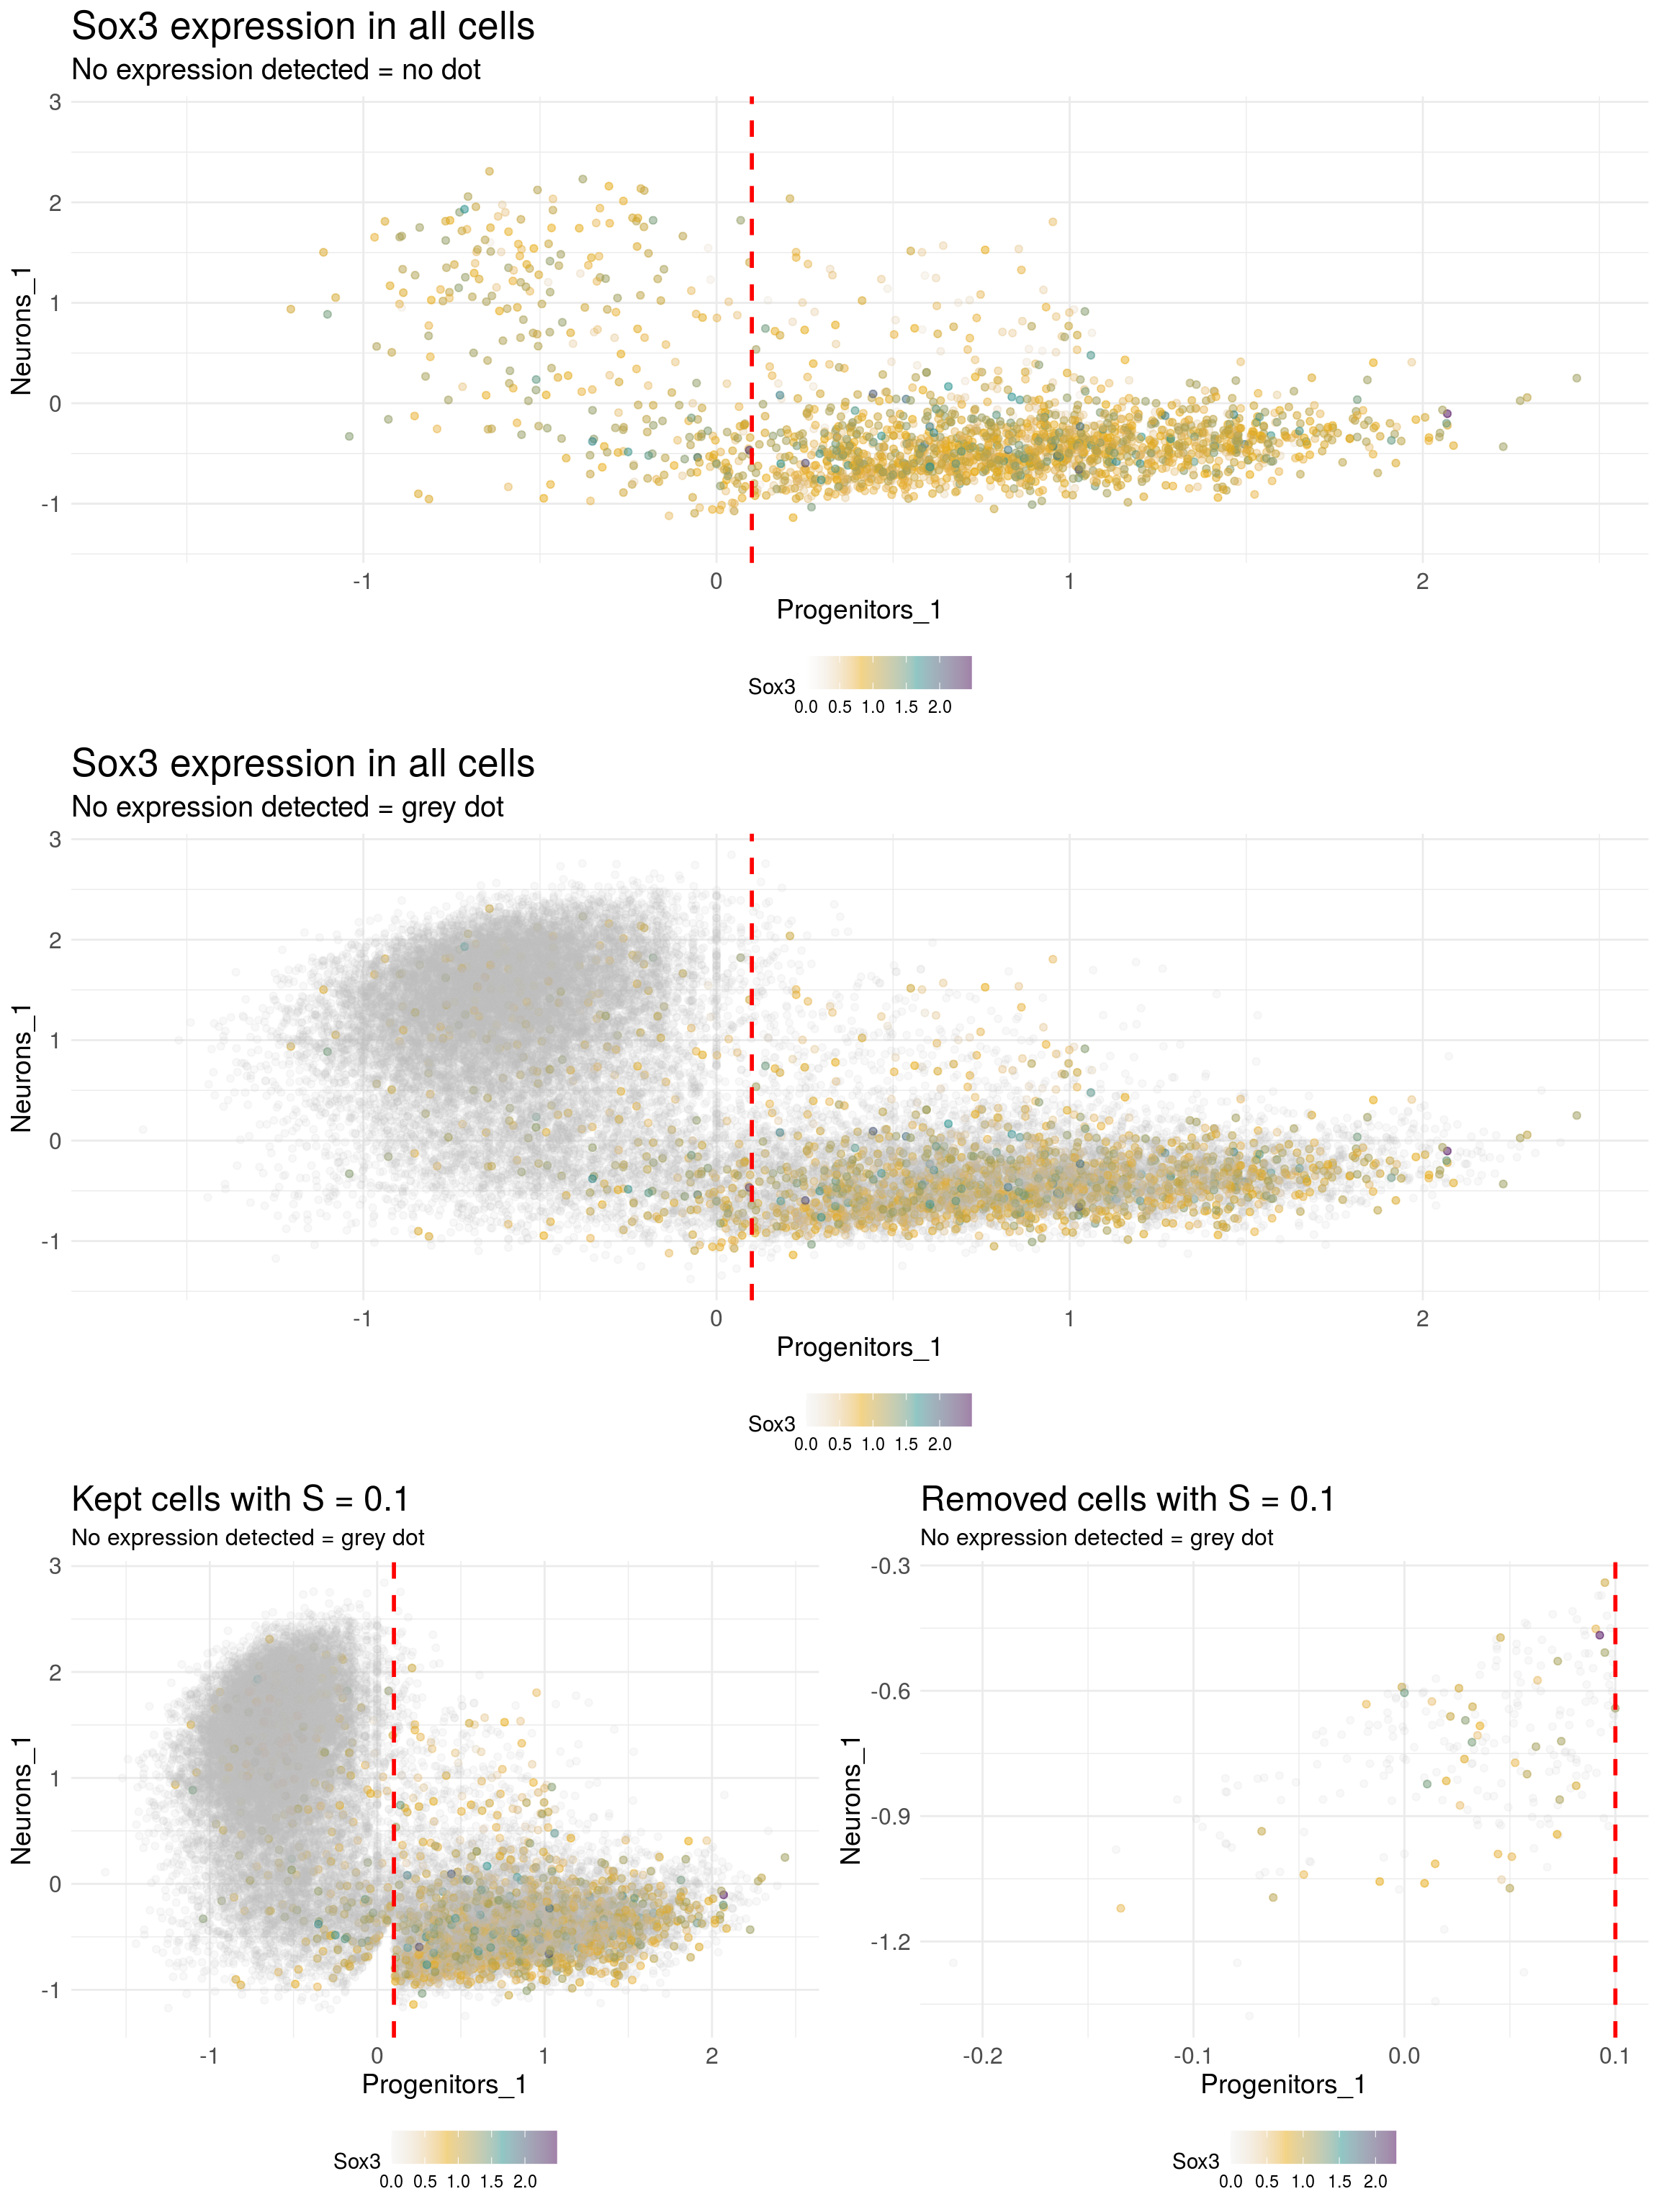 Sox3 expression in all cells
No expression detected = no dot
3
2
1
0
-1
Neurons_1
-1 0 1 2
Progenitors_1
Sox3
0.0 0.5 1.0 1.5 2.0
Sox3 expression in all cells
No expression detected = grey dot
3
2
1
0
-1
Neurons_1
-1 0 1 2
Progenitors_1
Sox3
0.0 0.5 1.0 1.5 2.0
Kept cells with S = 0.1
No expression detected = grey dot
3
2
1
0
-1
Neurons_1
-1 0 1 2
Progenitors_1
Sox3
0.0 0.5 1.0 1.5 2.0
Removed cells with S = 0.1
No expression detected = grey dot
-0.3
-0.6
-0.9
-1.2
Neurons_1
-0.2 -0.1 0.0 0.1
Progenitors_1
Sox3
0.0 0.5 1.0 1.5 2.0